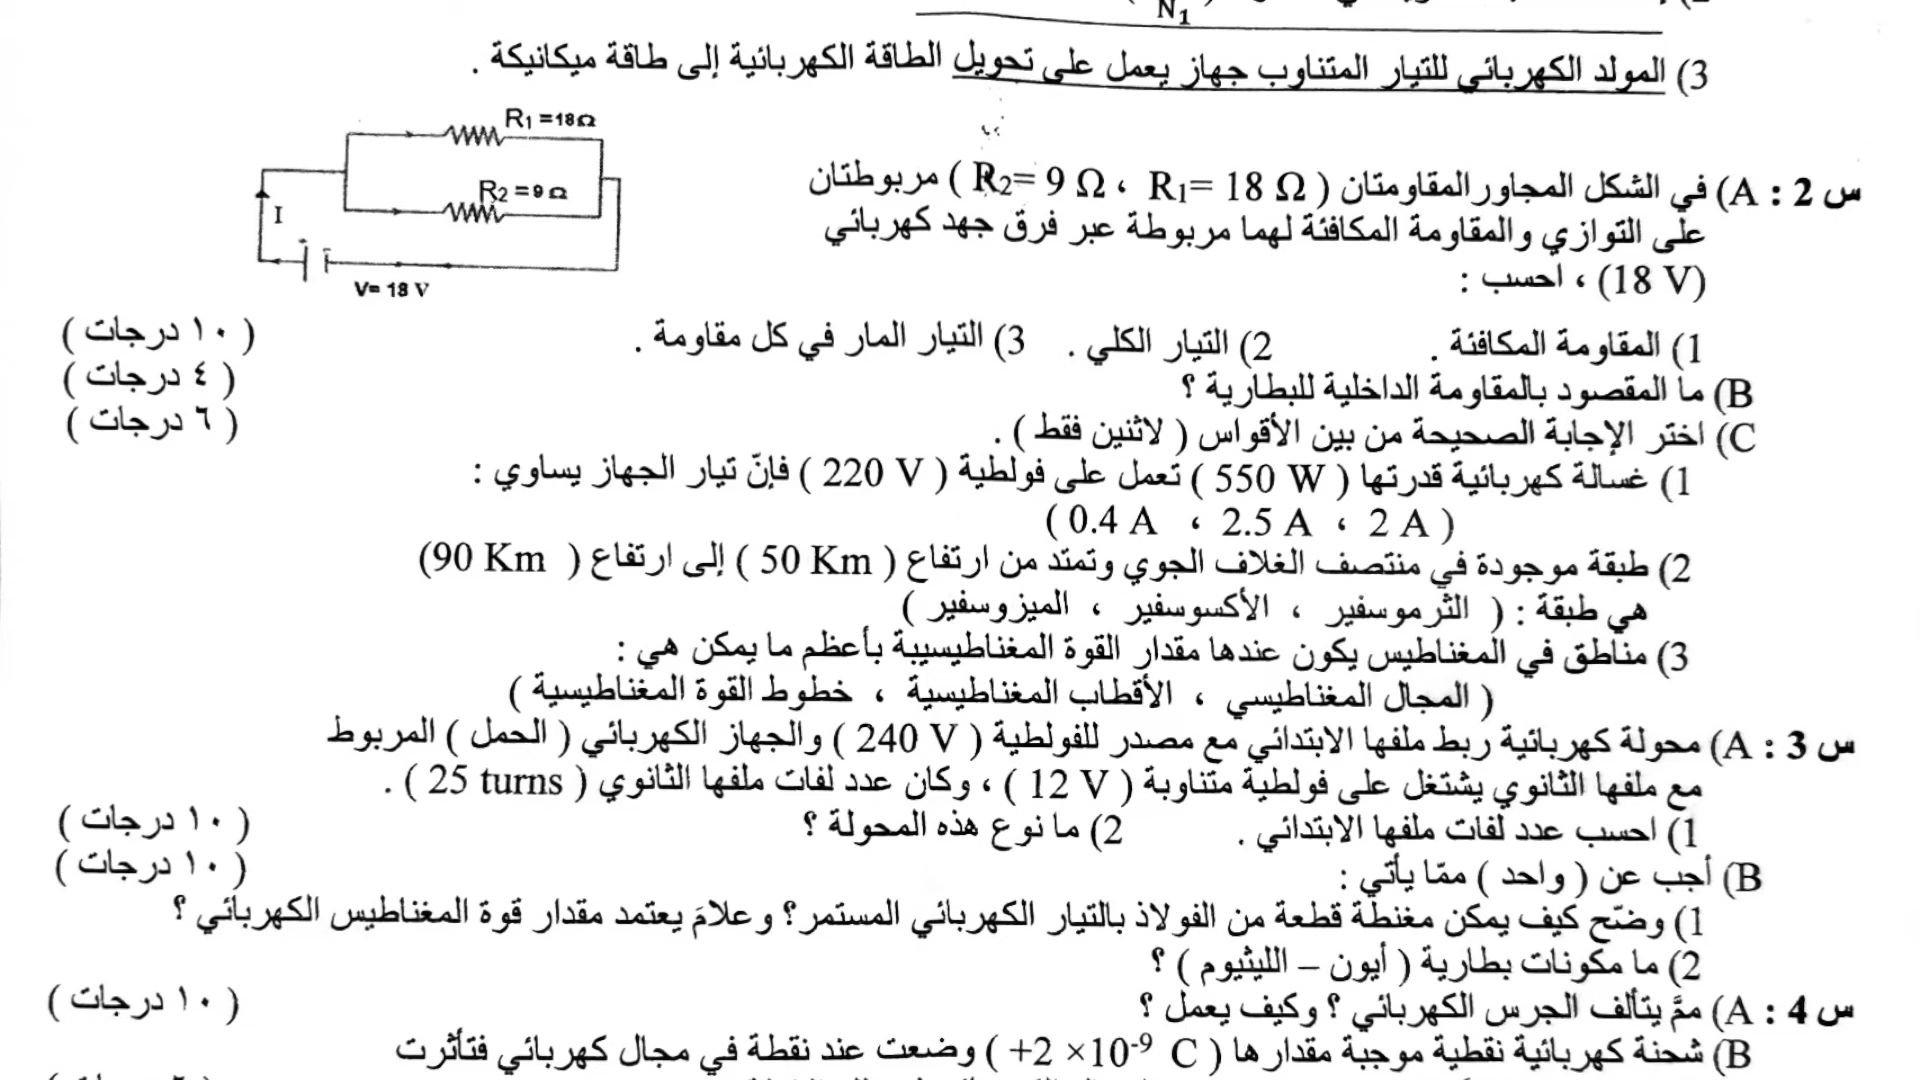 N₁
3) المولد الكهربائي للتيار المتناوب جهاز يعمل على تحويل الطاقة الكهربائية إلى طاقة ميكانيكة .
R1 =18Ω
R2 =9Ω
I
V= 18 V
س 2 : A) في الشكل المجاور المقاومتان ( R₁= 18 Ω ، R₂= 9 Ω ) مربوطتان
على التوازي والمقاومة المكافئة لهما مربوطة عبر فرق جهد كهربائي
(18 V) ، احسب :
1) المقاومة المكافئة . 2) التيار الكلي . 3) التيار المار في كل مقاومة . ( ١٠ درجات )
B) ما المقصود بالمقاومة الداخلية للبطارية ؟ ( ٤ درجات )
C) اختر الإجابة الصحيحة من بين الأقواس ( لاثنين فقط ) . ( ٦ درجات )
1) غسالة كهربائية قدرتها ( 550 W ) تعمل على فولطية ( 220 V ) فإنّ تيار الجهاز يساوي :
( 2 A ، 2.5 A ، 0.4 A )
2) طبقة موجودة في منتصف الغلاف الجوي وتمتد من ارتفاع ( 50 Km ) إلى ارتفاع ( 90 Km)
هي طبقة : ( الثرموسفير ، الأكسوسفير ، الميزوسفير )
3) مناطق في المغناطيس يكون عندها مقدار القوة المغناطيسيية بأعظم ما يمكن هي :
( المجال المغناطيسي ، الأقطاب المغناطيسية ، خطوط القوة المغناطيسية )
س 3 : A) محولة كهربائية ربط ملفها الابتدائي مع مصدر للفولطية ( 240 V ) والجهاز الكهربائي ( الحمل ) المربوط
مع ملفها الثانوي يشتغل على فولطية متناوبة ( 12 V ) ، وكان عدد لفات ملفها الثانوي ( 25 turns ) .
1) احسب عدد لفات ملفها الابتدائي . 2) ما نوع هذه المحولة ؟ ( ١٠ درجات )
B) أجب عن ( واحد ) ممّا يأتي : ( ١٠ درجات )
1) وضّح كيف يمكن مغنطة قطعة من الفولاذ بالتيار الكهربائي المستمر؟ وعلامَ يعتمد مقدار قوة المغناطيس الكهربائي ؟
2) ما مكونات بطارية ( أيون – الليثيوم ) ؟
س 4 : A) ممَّ يتألف الجرس الكهربائي ؟ وكيف يعمل ؟ ( ١٠ درجات )
B) شحنة كهربائية نقطية موجبة مقدارها ( +2 ×10⁻⁹ C ) وضعت عند نقطة في مجال كهربائي فتأثرت